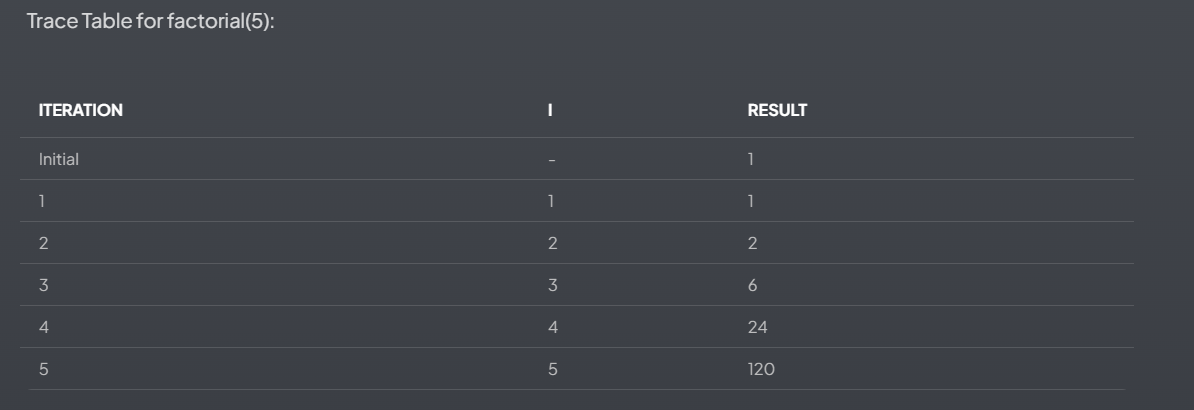 Trace Table for factorial(5):
ITERATION I RESULT
Initial - 1
1 1 1
2 2 2
3 3 6
4 4 24
5 5 120